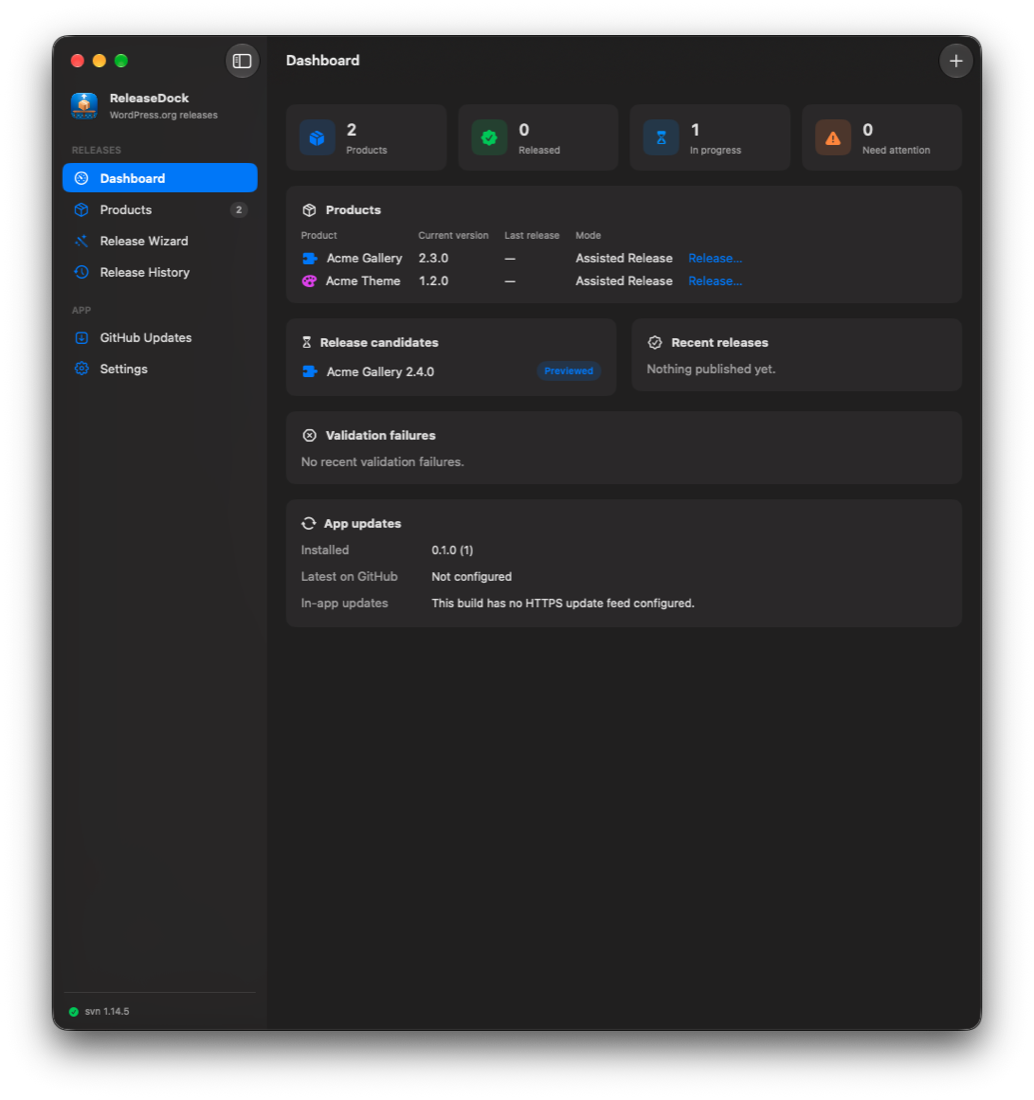 Dashboard
ReleaseDock
WordPress.org releases
RELEASES
Dashboard
Products 2
Release Wizard
Release History
APP
GitHub Updates
Settings
svn 1.14.5
2
Products
0
Released
1
In progress
0
Need attention
Products
Product Current version Last release Mode
Acme Gallery 2.3.0 — Assisted Release Release...
Acme Theme 1.2.0 — Assisted Release Release...
Release candidates
Acme Gallery 2.4.0 Previewed
Recent releases
Nothing published yet.
Validation failures
No recent validation failures.
App updates
Installed 0.1.0 (1)
Latest on GitHub Not configured
In-app updates This build has no HTTPS update feed configured.